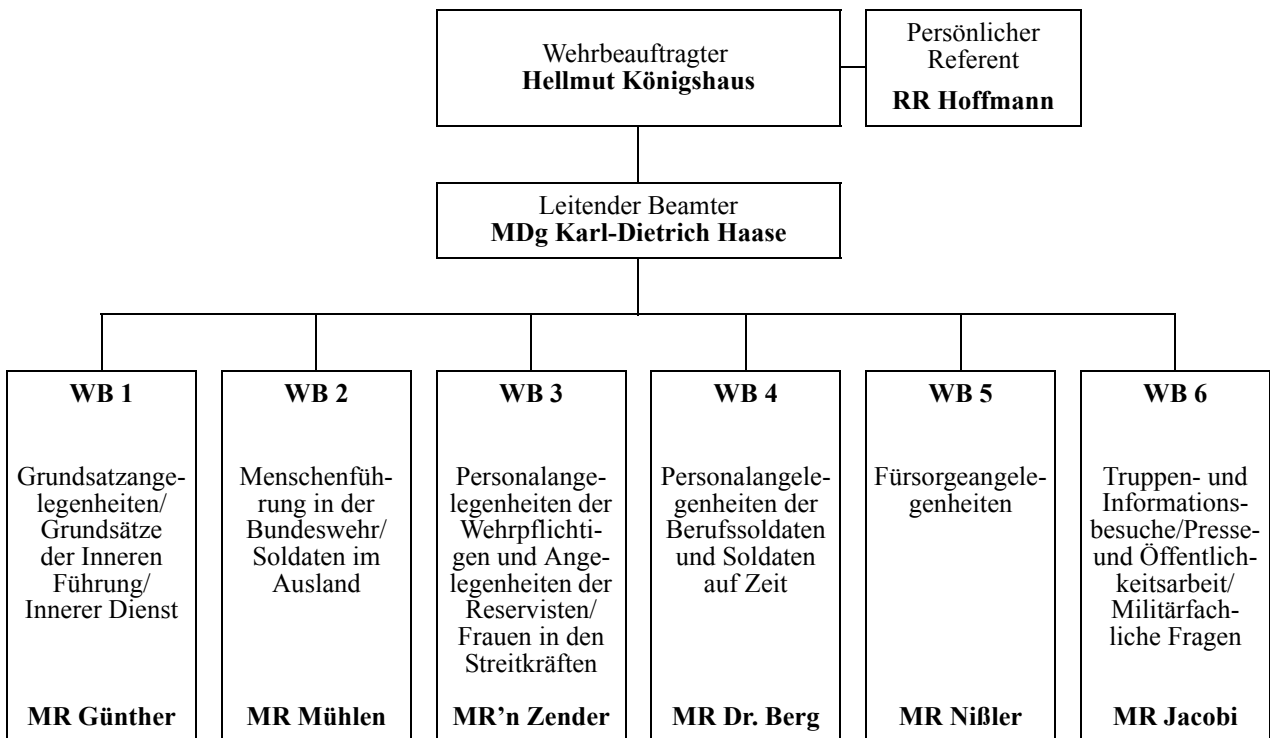 Wehrbeauftragter
Hellmut Königshaus
Persönlicher
Referent
RR Hoffmann
Leitender Beamter
MDg Karl-Dietrich Haase
WB 1
Grundsatzange-
legenheiten/
Grundsätze
der Inneren
Führung/
Innerer Dienst
MR Günther
WB 2
Menschenfüh-
rung in der
Bundeswehr/
Soldaten im
Ausland
MR Mühlen
WB 3
Personalange-
legenheiten der
Wehrpflichti-
gen und Ange-
legenheiten der
Reservisten/
Frauen in den
Streitkräften
MR’n Zender
WB 4
Personalangele-
genheiten der
Berufssoldaten
und Soldaten
auf Zeit
MR Dr. Berg
WB 5
Fürsorgeangele-
genheiten
MR Nißler
WB 6
Truppen- und
Informations-
besuche/Presse-
und Öffentlich-
keitsarbeit/
Militärfach-
liche Fragen
MR Jacobi